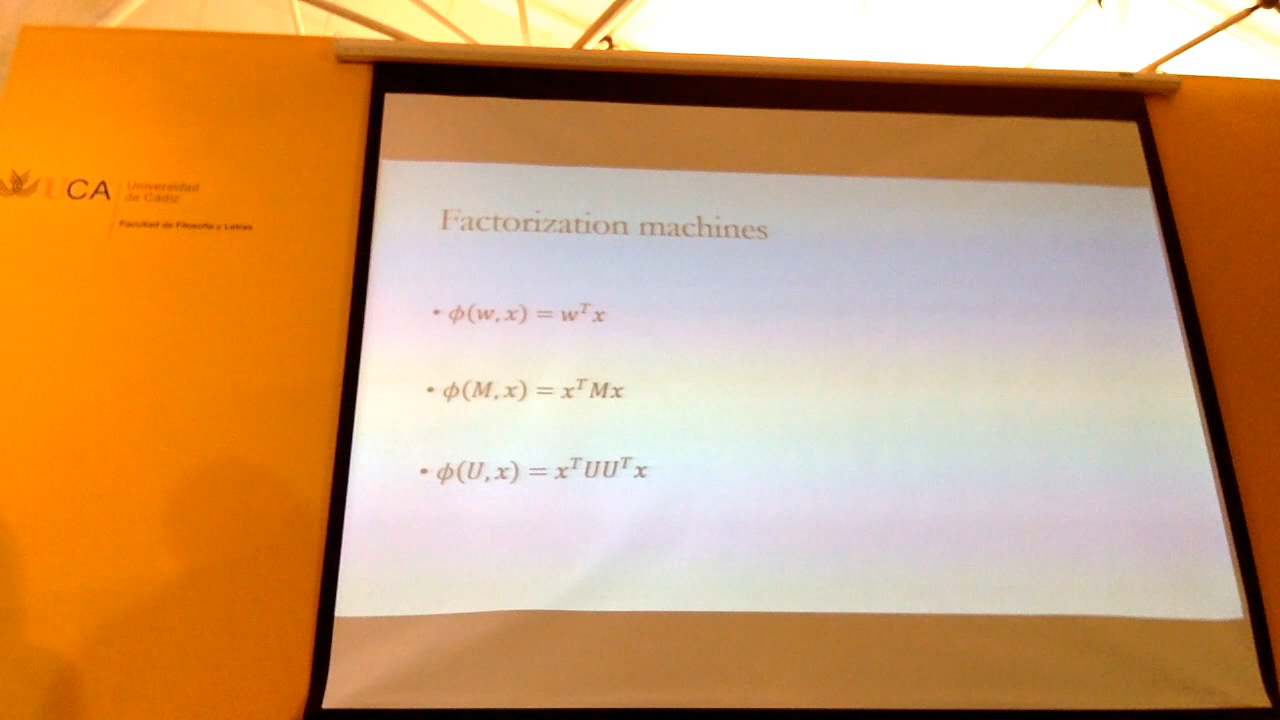 UCA
Universidad
de Cádiz
Facultad de Filosofía y Letras
Factorization machines
• ϕ(w, x) = wᵀx
• ϕ(M, x) = xᵀMx
• ϕ(U, x) = xᵀUUᵀx